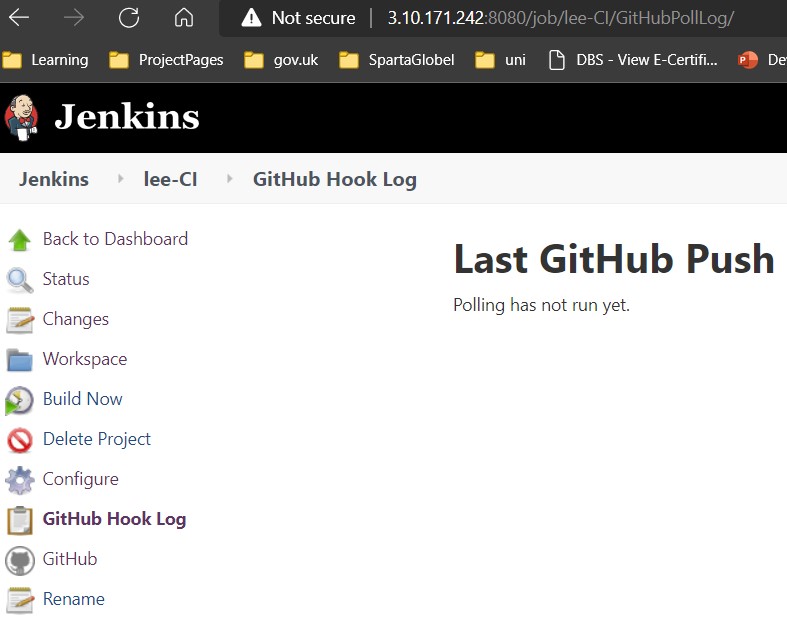 Not secure | 3.10.171.242:8080/job/lee-CI/GitHubPollLog/
Learning ProjectPages gov.uk SpartaGlobel uni DBS - View E-Certifi... De
Jenkins
Jenkins lee-CI GitHub Hook Log
Back to Dashboard
Status
Changes
Workspace
Build Now
Delete Project
Configure
GitHub Hook Log
GitHub
Rename
Last GitHub Push
Polling has not run yet.